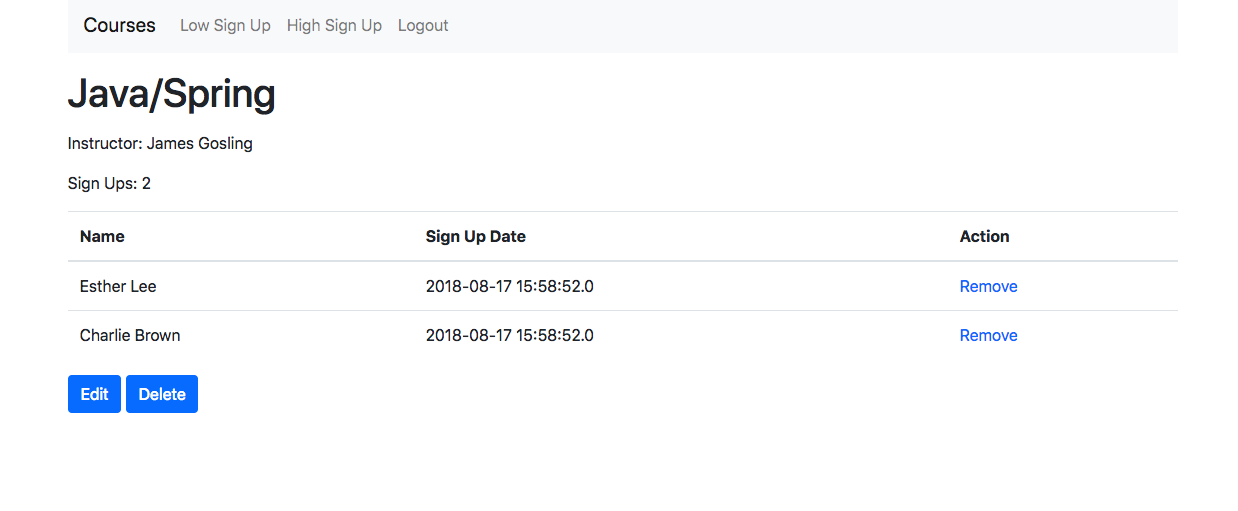 Courses Low Sign Up High Sign Up Logout
Java/Spring
Instructor: James Gosling
Sign Ups: 2
Name Sign Up Date Action
Esther Lee 2018-08-17 15:58:52.0 Remove
Charlie Brown 2018-08-17 15:58:52.0 Remove
Edit Delete